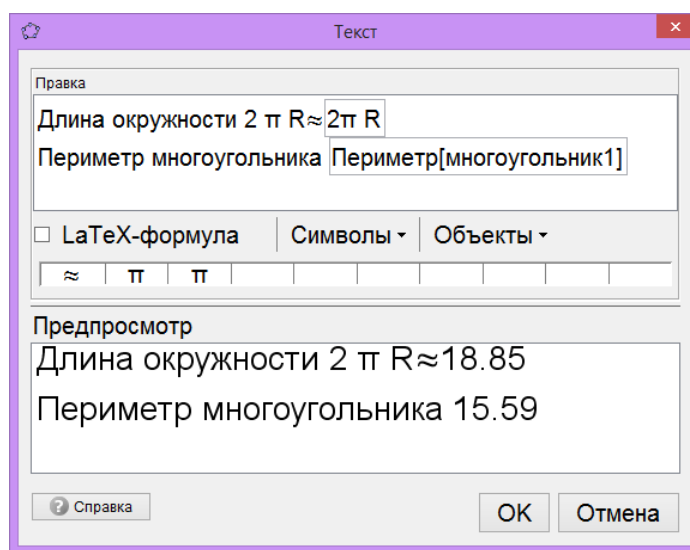 Текст
Правка
Длина окружности 2 π R≈2π R
Периметр многоугольника Периметр[многоугольник1]
LaTeX-формула Символы Объекты
≈ π π
Предпросмотр
Длина окружности 2 π R≈18.85
Периметр многоугольника 15.59
Справка OK Отмена